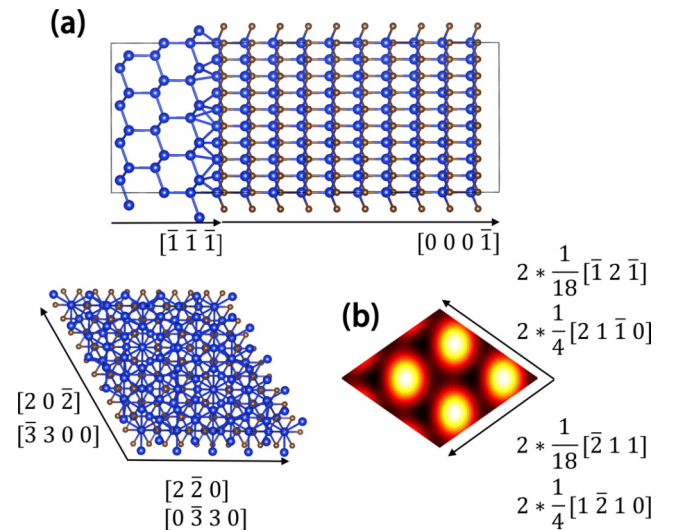 (a)
[1̅ 1̅ 1̅]
[0 0 0 1̅]
2 * 1/18 [1̅ 2 1̅]
2 * 1/4 [2 1 1̅ 0]
(b)
[2 0 2̅]
[3̅ 3 0 0]
2 * 1/18 [2̅ 1 1]
[2 2̅ 0]
[0 3̅ 3 0]
2 * 1/4 [1 2̅ 1 0]